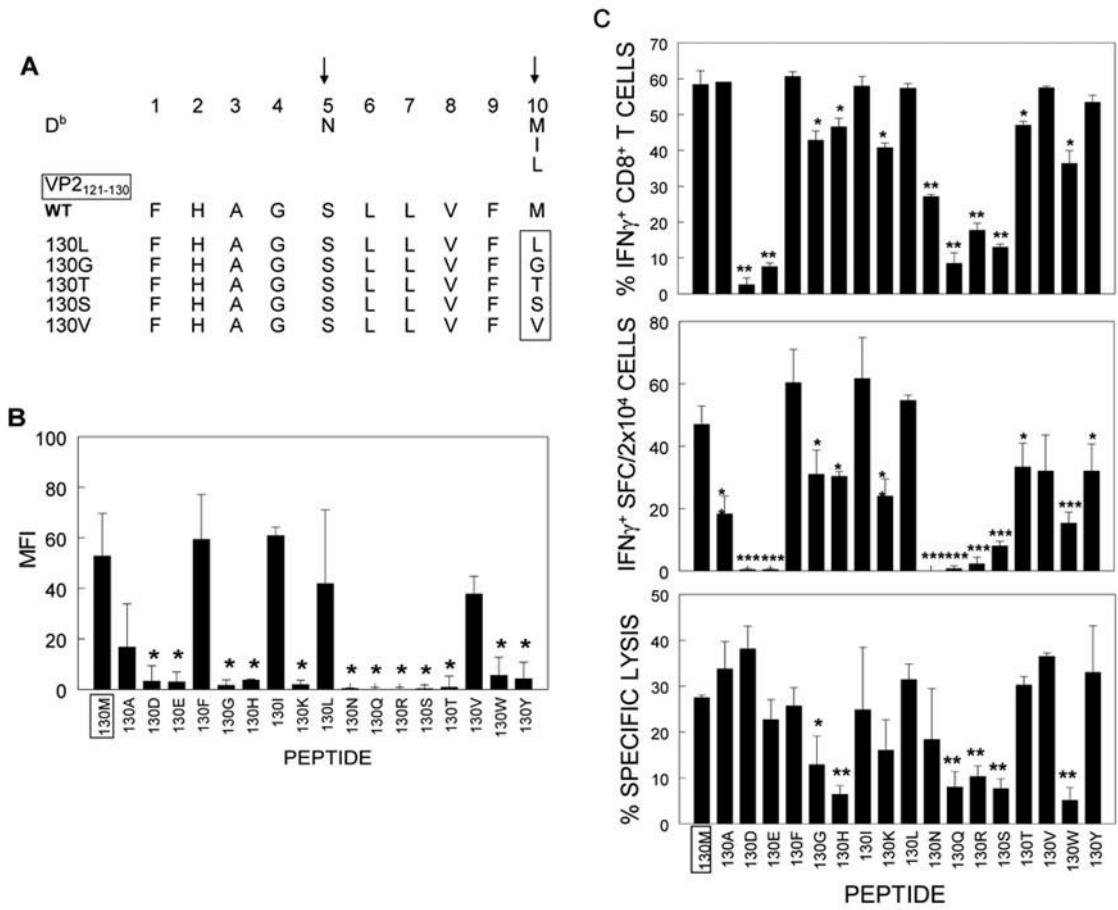 A
1 2 3 4 5 6 7 8 9 10
Dᵇ N M
I
L
VP2₁₂₁₋₁₃₀
WT F H A G S L L V F M
130L F H A G S L L V F L
130G F H A G S L L V F G
130T F H A G S L L V F T
130S F H A G S L L V F S
130V F H A G S L L V F V
B
100
80
60
40
20
0
MFI
* * * * * * * * * * * *
130M 130A 130D 130E 130F 130G 130H 130I 130K 130L 130N 130Q 130R 130S 130T 130V 130W 130Y
PEPTIDE
C
70
60
50
40
30
20
10
0
% IFNγ⁺ CD8⁺ T CELLS
** ** * * * ** ** ** ** * *
80
60
40
20
0
IFNγ⁺ SFC/2x10⁴ CELLS
** *** *** * * ** *** *** *** *** * *** *
50
40
30
20
10
0
% SPECIFIC LYSIS
* ** ** ** ** **
130M 130A 130D 130E 130F 130G 130H 130I 130K 130L 130N 130Q 130R 130S 130T 130V 130W 130Y
PEPTIDE